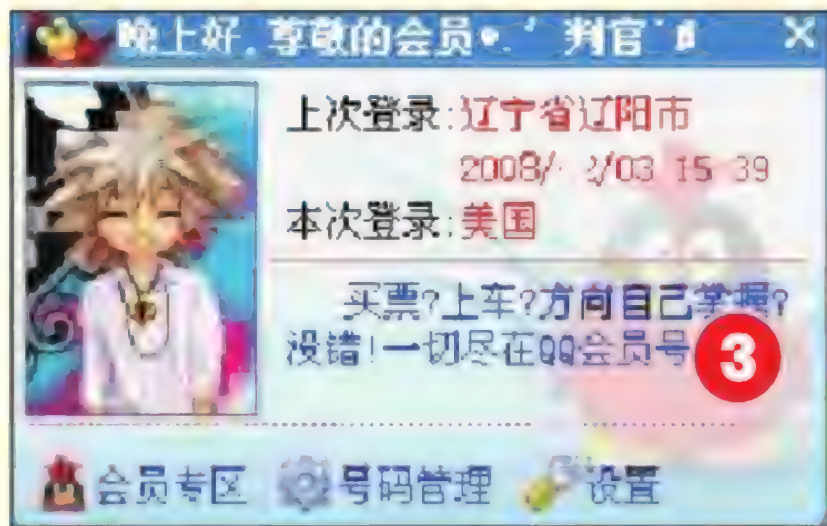 晚上好,尊敬的会员 判官
上次登录:辽宁省辽阳市
2008/ /03 15 39
本次登录:美国
买票?上车?方向自己掌握?
没错!一切尽在QQ会员号
3
会员专区 号码管理 设置